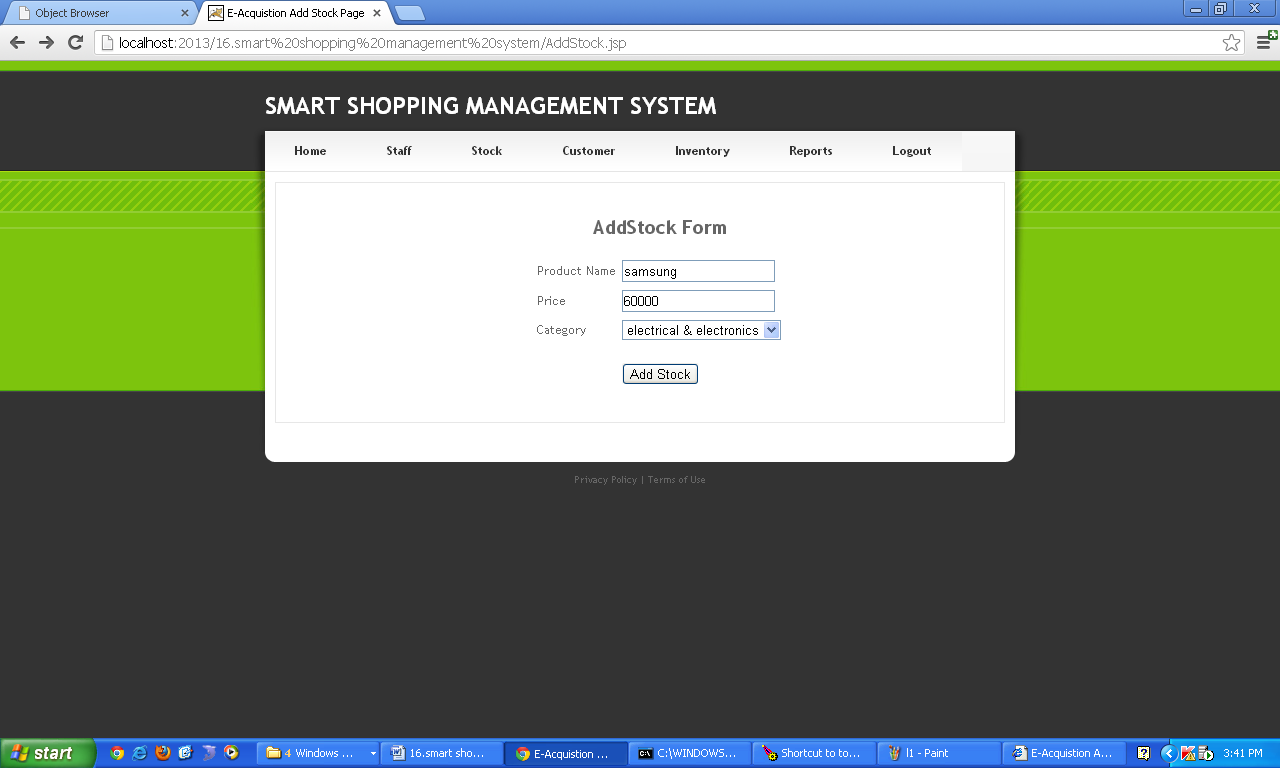 Object Browser
E-Acquistion Add Stock Page
localhost:2013/16.smart%20shopping%20management%20system/AddStock.jsp
SMART SHOPPING MANAGEMENT SYSTEM
Home Staff Stock Customer Inventory Reports Logout
AddStock Form
Product Name samsung
Price 60000
Category electrical & electronics
Add Stock
Privacy Policy | Terms of Use
start 4 Windows ... 16.smart sho... E-Acquistion ... C:\WINDOWS... Shortcut to to... l1 - Paint E-Acquistion A... 3:41 PM